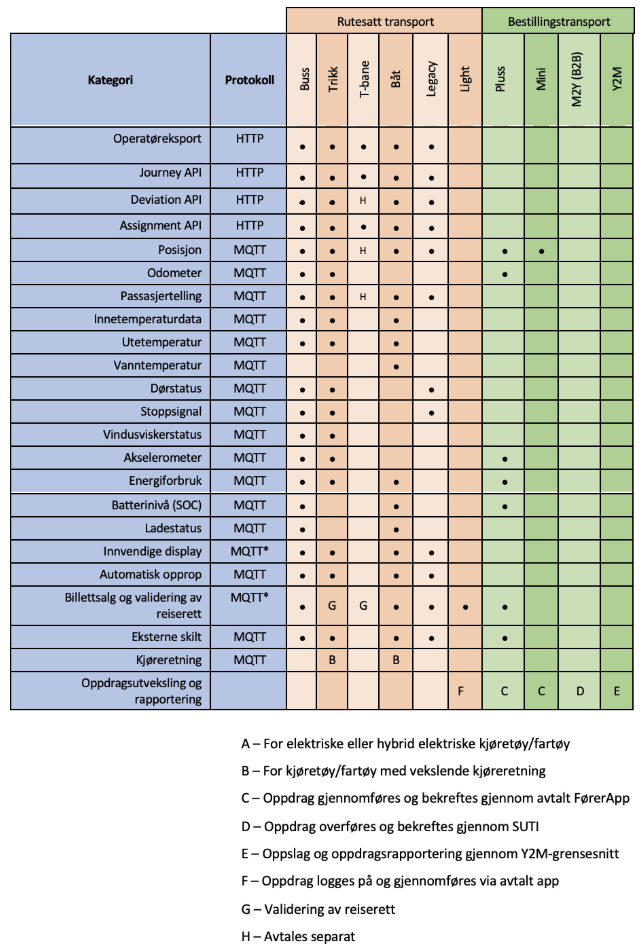 Rutesatt transport Bestillingstransport
Kategori Protokoll Buss Trikk T-bane Båt Legacy Light Pluss Mini M2Y (B2B) Y2M
Operatøreksport HTTP • • • • •
Journey API HTTP • • • • •
Deviation API HTTP • • H • •
Assignment API HTTP • • • • •
Posisjon MQTT • • H • • • •
Odometer MQTT • • •
Passasjertelling MQTT • • H • •
Innetemperaturdata MQTT • • •
Utetemperatur MQTT • • •
Vanntemperatur MQTT •
Dørstatus MQTT • • •
Stoppsignal MQTT • • •
Vindusviskerstatus MQTT • •
Akselerometer MQTT • • •
Energiforbruk MQTT • • • •
Batterinivå (SOC) MQTT • • •
Ladestatus MQTT • •
Innvendige display MQTT* • • • •
Automatisk opprop MQTT • • • •
Billettsalg og validering av MQTT*
reiserett • G G • • • •
Eksterne skilt MQTT • • • • •
Kjøreretning MQTT B B
Oppdragsutveksling og
rapportering F C C D E
A – For elektriske eller hybrid elektriske kjøretøy/fartøy
B – For kjøretøy/fartøy med vekslende kjøreretning
C – Oppdrag gjennomføres og bekreftes gjennom avtalt FørerApp
D – Oppdrag overføres og bekreftes gjennom SUTI
E – Oppslag og oppdragsrapportering gjennom Y2M-grensesnitt
F – Oppdrag logges på og gjennomføres via avtalt app
G – Validering av reiserett
H – Avtales separat